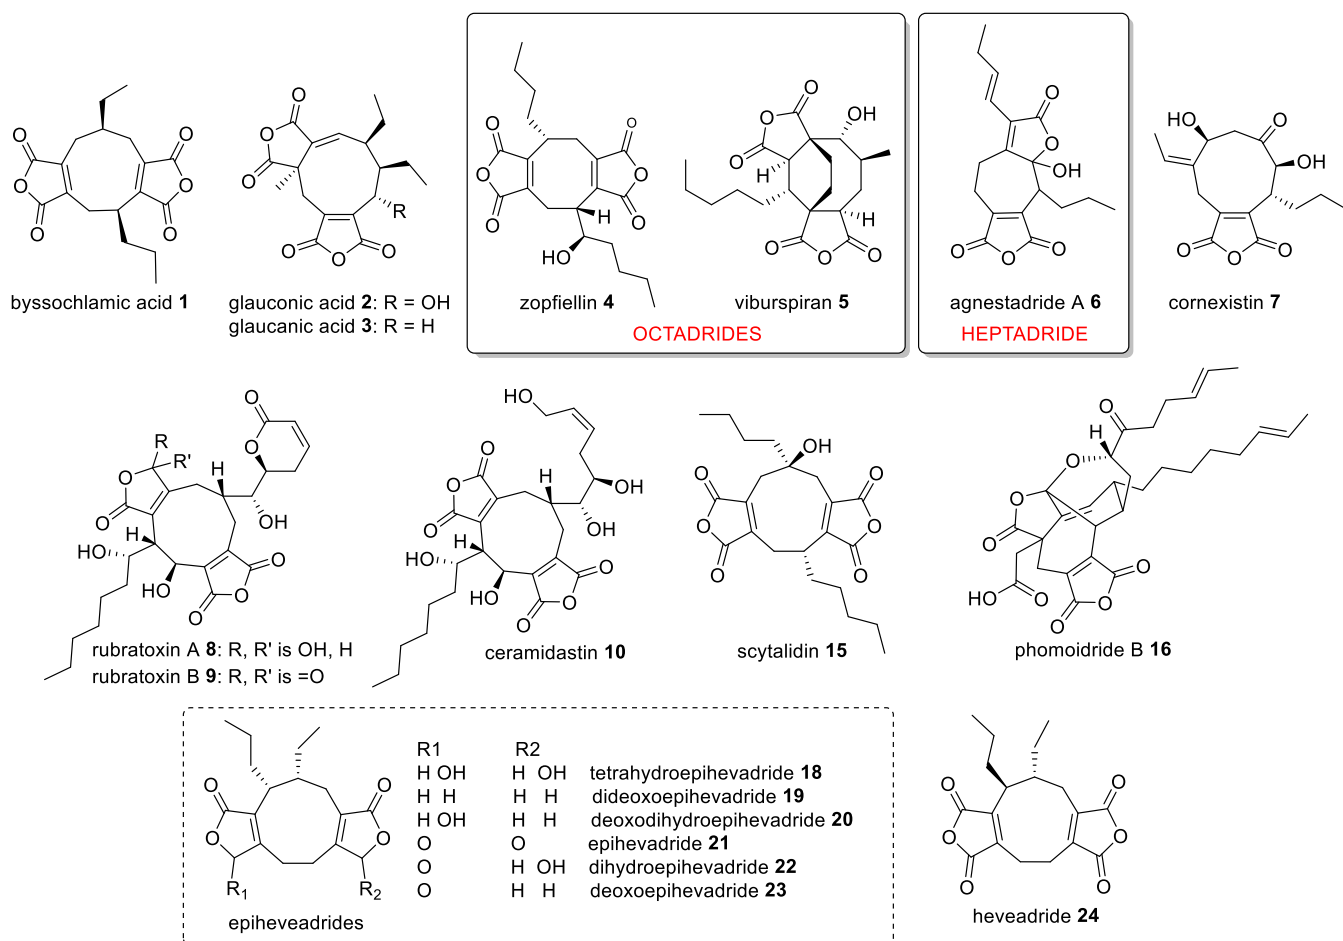 byssochlamic acid 1
glauconic acid 2: R = OH
glaucanic acid 3: R = H
zopfiellin 4
viburspiran 5
OCTADRIDES
agnestadride A 6
HEPTADRIDE
cornexistin 7
rubratoxin A 8: R, R' is OH, H
rubratoxin B 9: R, R' is =O
ceramidastin 10
scytalidin 15
phomoidride B 16
R1 R2
H OH H OH tetrahydroepihevadride 18
H H H H dideoxoepihevadride 19
H OH H H deoxodihydroepihevadride 20
O O epihevadride 21
O H OH dihydroepihevadride 22
O H H deoxoepihevadride 23
R1 R2
epiheveadrides
heveadride 24